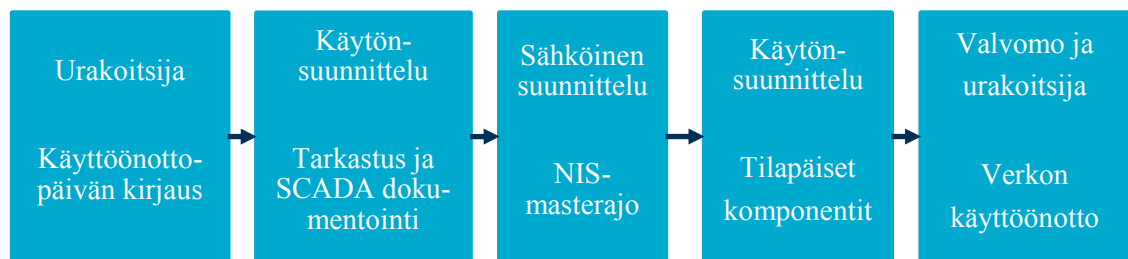 Urakoitsija
Käyttöönotto-
päivän kirjaus
Käytön-
suunnittelu
Tarkastus ja
SCADA doku-
mentointi
Sähköinen
suunnittelu
NIS-
masterajo
Käytön-
suunnittelu
Tilapäiset
komponentit
Valvomo ja
urakoitsija
Verkon
käyttöönotto